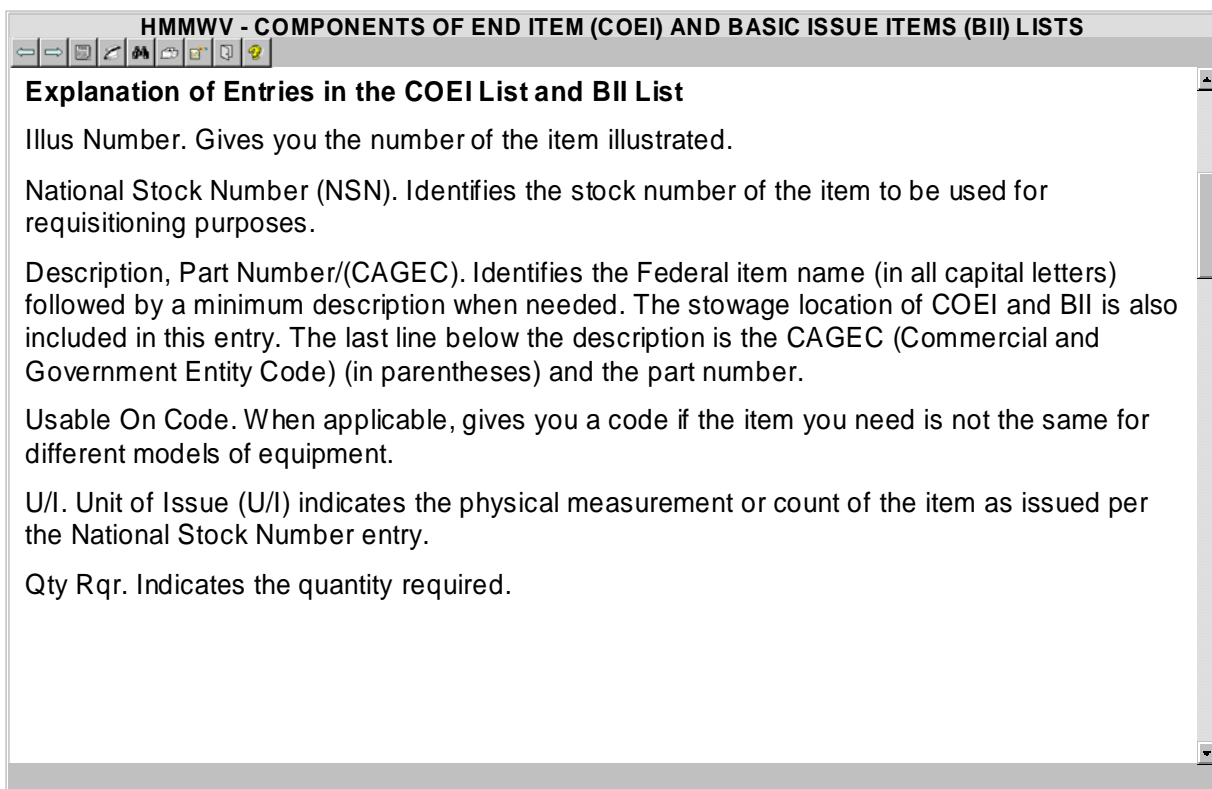 HMMWV - COMPONENTS OF END ITEM (COEI) AND BASIC ISSUE ITEMS (BII) LISTS
Explanation of Entries in the COEI List and BII List
Illus Number. Gives you the number of the item illustrated.
National Stock Number (NSN). Identifies the stock number of the item to be used for
requisitioning purposes.
Description, Part Number/(CAGEC). Identifies the Federal item name (in all capital letters)
followed by a minimum description when needed. The stowage location of COEI and BII is also
included in this entry. The last line below the description is the CAGEC (Commercial and
Government Entity Code) (in parentheses) and the part number.
Usable On Code. When applicable, gives you a code if the item you need is not the same for
different models of equipment.
U/I. Unit of Issue (U/I) indicates the physical measurement or count of the item as issued per
the National Stock Number entry.
Qty Rqr. Indicates the quantity required.